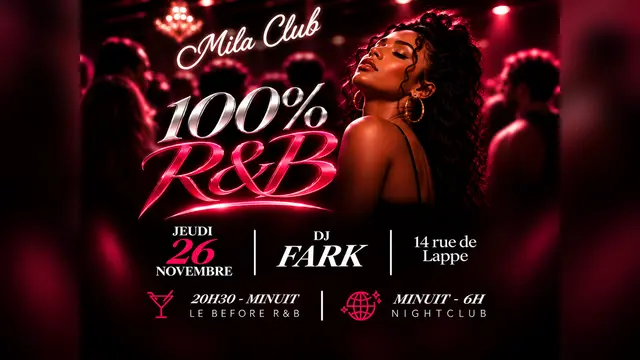 Mila Club
100%
R&B
JEUDI
26
NOVEMBRE
DJ
FARK
14 rue de
Lappe
20H30 - MINUIT
LE BEFORE R&B
MINUIT - 6H
NIGHTCLUB